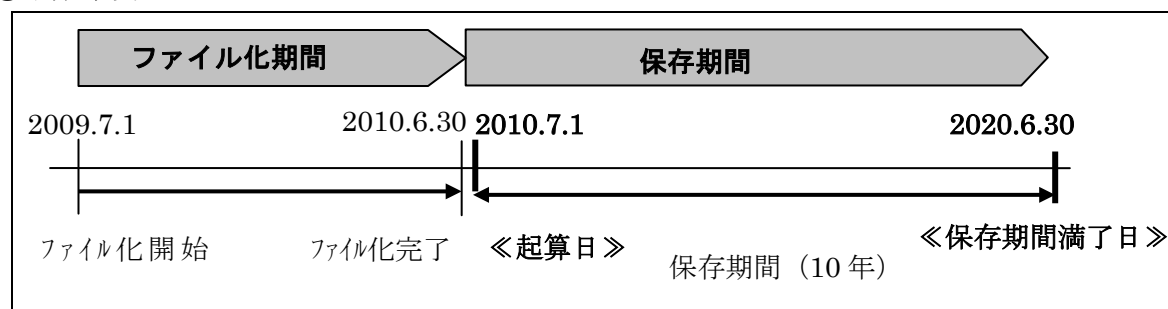 ファイル化期間 保存期間
2009.7.1 2010.6.30 2010.7.1 2020.6.30
ファイル化開始 ファイル化完了 ≪起算日≫ 保存期間（10年） ≪保存期間満了日≫